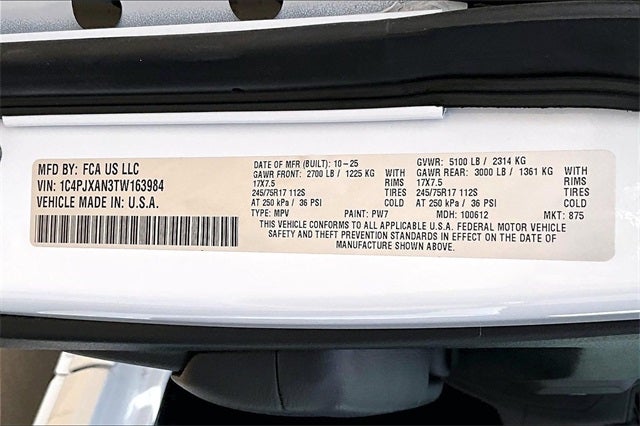 MFD BY: FCA US LLC
VIN: 1C4PJXAN3TW163984
VEHICLE MADE IN: U.S.A.
DATE OF MFR (BUILT): 10-25 GVWR: 5100 LB / 2314 KG
GAWR FRONT: 2700 LB / 1225 KG WITH GAWR REAR: 3000 LB / 1361 KG WITH
17X7.5 RIMS 17X7.5 RIMS
245/75R17 112S TIRES 245/75R17 112S TIRES
AT 250 kPa / 36 PSI COLD AT 250 kPa / 36 PSI COLD
TYPE: MPV PAINT: PW7 MDH: 100612 MKT: 875
THIS VEHICLE CONFORMS TO ALL APPLICABLE U.S.A. FEDERAL MOTOR VEHICLE
SAFETY AND THEFT PREVENTION STANDARDS IN EFFECT ON THE DATE OF
MANUFACTURE SHOWN ABOVE.